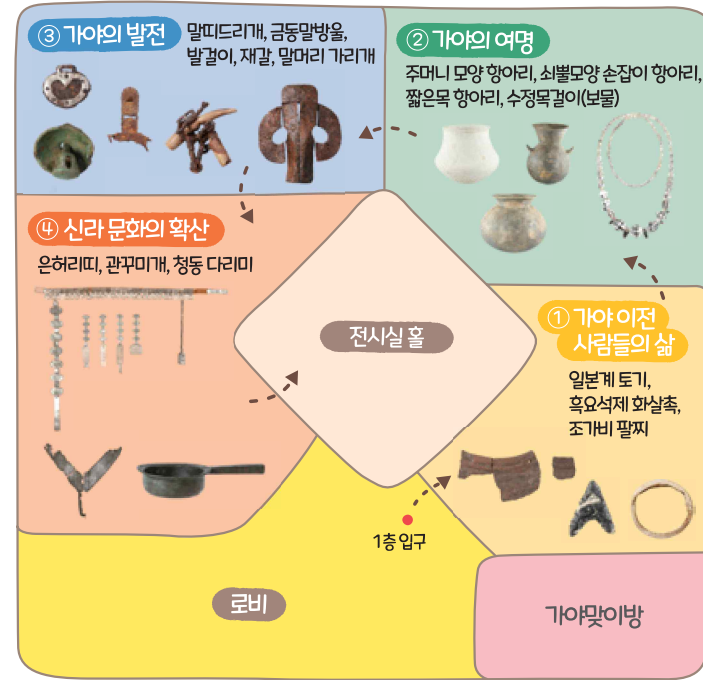 ③ 가야의 발전
말띠드리개, 금동말방울,
발걸이, 재갈, 말머리 가리개
② 가야의 여명
주머니 모양 항아리, 쇠뿔모양 손잡이 항아리,
짧은목 항아리, 수정목걸이(보물)
④ 신라 문화의 확산
은허리띠, 관꾸미개, 청동 다리미
전시실 홀
① 가야 이전
사람들의 삶
일본계 토기,
흑요석제 화살촉,
조가비 팔찌
1층 입구
로비
가야맞이방